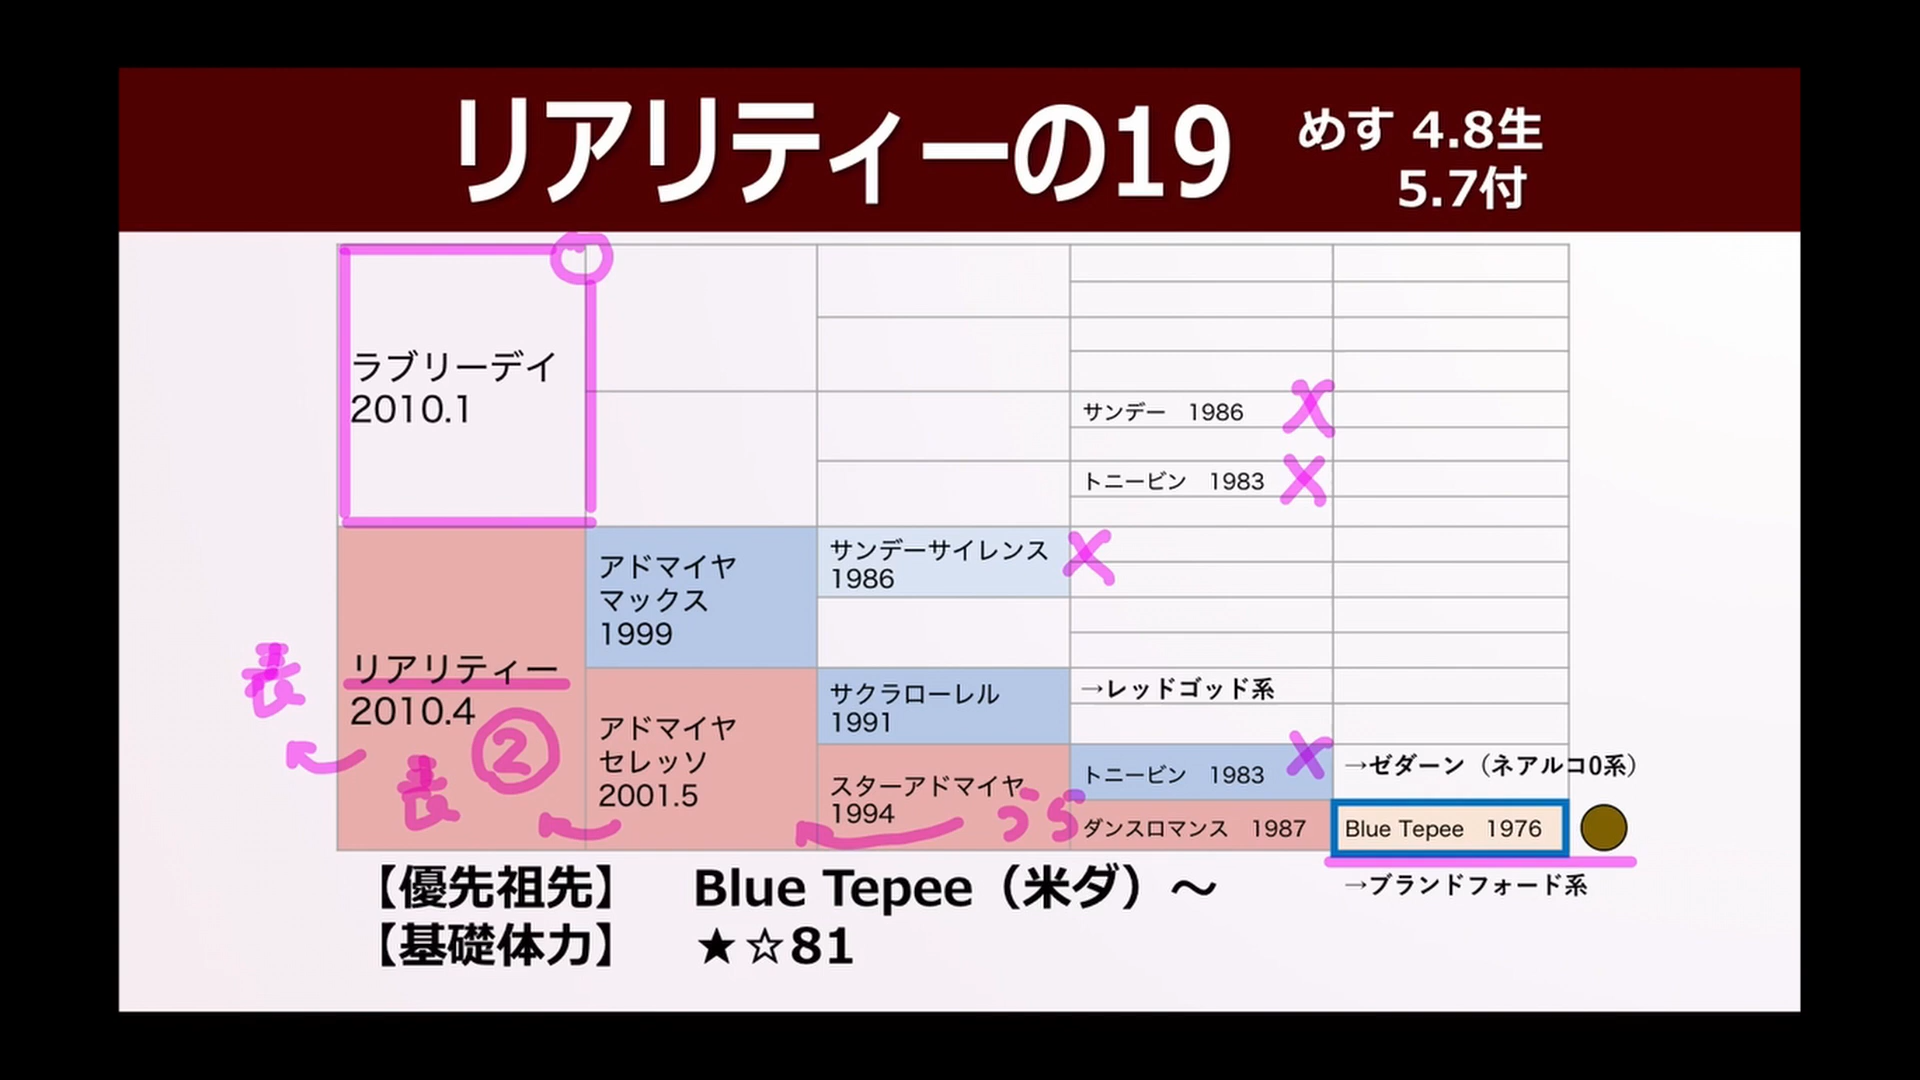 リアリティーの19
めす 4.8生
5.7付
ラブリーデイ
2010.1
サンデー 1986
トニービン 1983
リアリティー
2010.4
②
アドマイヤ
マックス
1999
サンデーサイレンス
1986
アドマイヤ
セレッソ
2001.5
サクラローレル
1991
→レッドゴッド系
スターアドマイヤ
1994
トニービン 1983
→ゼダーン（ネアルコ0系）
ダンスロマンス 1987
Blue Tepee 1976
→ブランドフォード系
表
表
うら
【優先祖先】 Blue Tepee（米ダ）～
【基礎体力】 ★☆81